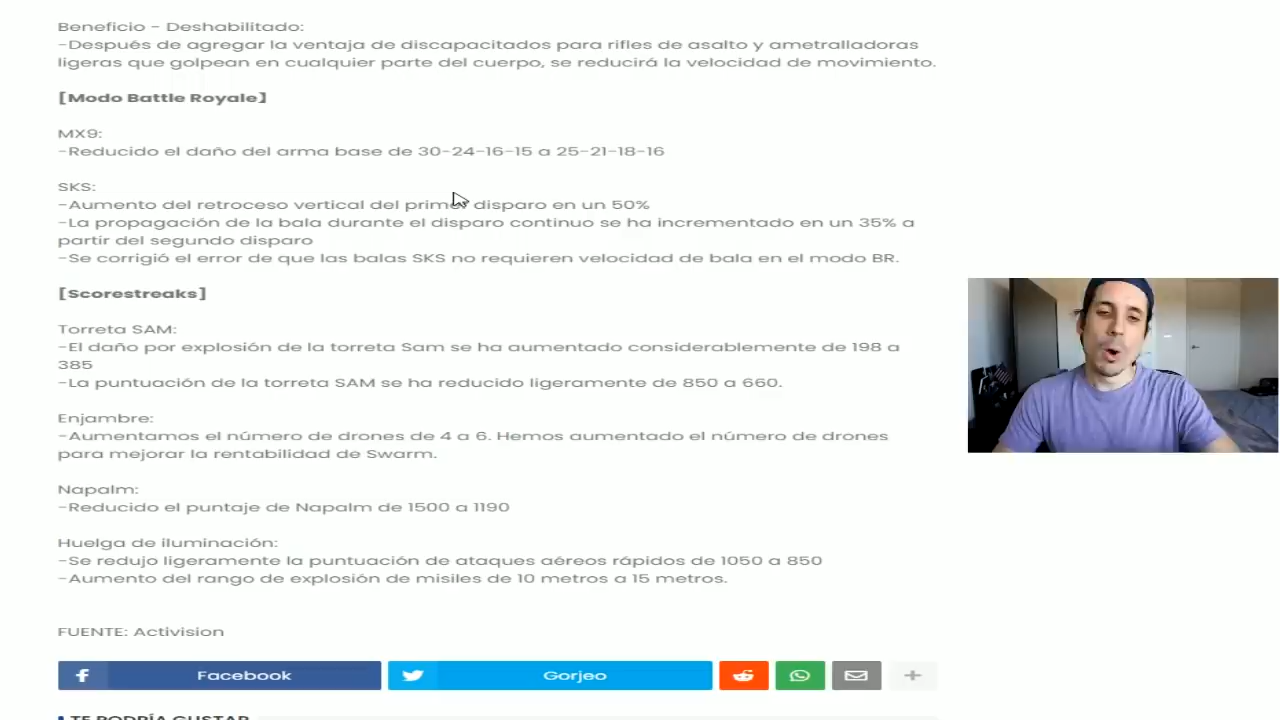 Beneficio - Deshabilitado:
-Después de agregar la ventaja de discapacitados para rifles de asalto y ametralladoras
ligeras que golpean en cualquier parte del cuerpo, se reducirá la velocidad de movimiento.
[Modo Battle Royale]
MX9:
-Reducido el daño del arma base de 30-24-16-15 a 25-21-18-16
SKS:
-Aumento del retroceso vertical del primer disparo en un 50%
-La propagación de la bala durante el disparo continuo se ha incrementado en un 35% a
partir del segundo disparo
-Se corrigió el error de que las balas SKS no requieren velocidad de bala en el modo BR.
[Scorestreaks]
Torreta SAM:
-El daño por explosión de la torreta Sam se ha aumentado considerablemente de 198 a
385
-La puntuación de la torreta SAM se ha reducido ligeramente de 850 a 660.
Enjambre:
-Aumentamos el número de drones de 4 a 6. Hemos aumentado el número de drones
para mejorar la rentabilidad de Swarm.
Napalm:
-Reducido el puntaje de Napalm de 1500 a 1190
Huelga de iluminación:
-Se redujo ligeramente la puntuación de ataques aéreos rápidos de 1050 a 850
-Aumento del rango de explosión de misiles de 10 metros a 15 metros.
FUENTE: Activision
Facebook
Gorjeo
TE PODRÍA GUSTAR